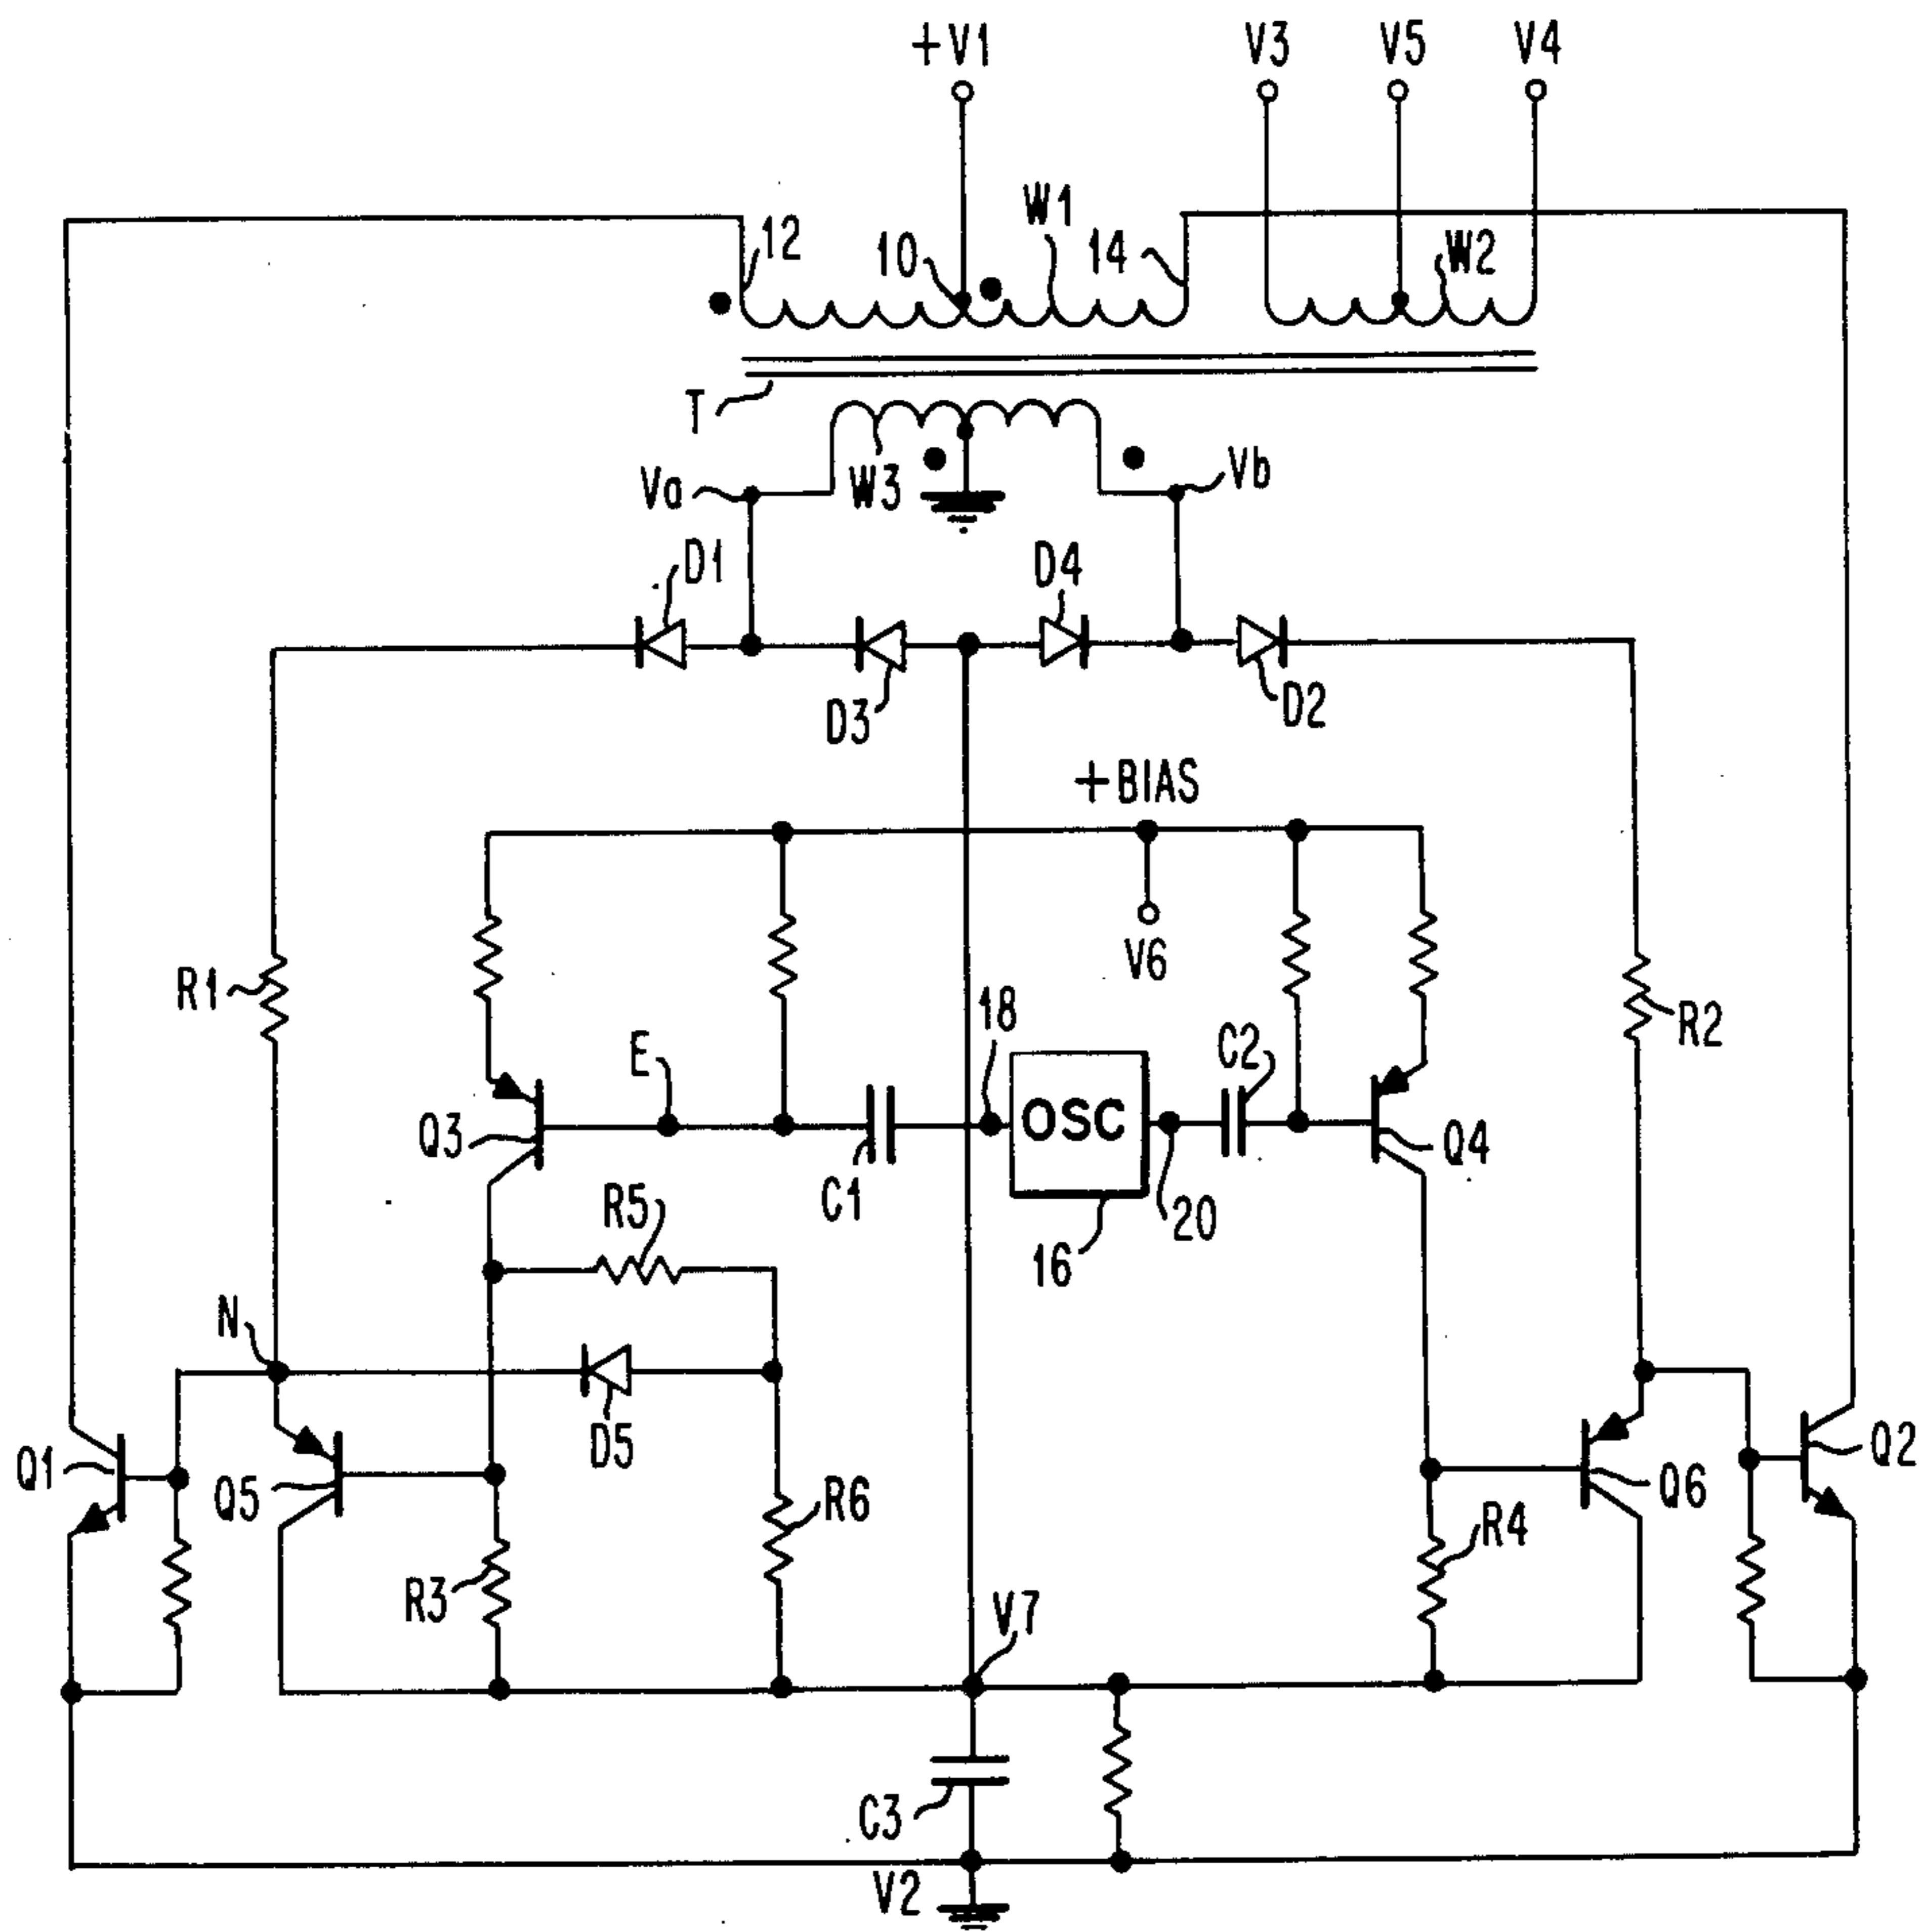 +V1
V3
V5
V4
12
10
W1
14
W2
T
Va
W3
Vb
D1
D4
D3
D2
+BIAS
V6
R1
18
E
C2
R2
OSC
Q3
Q4
C1
R5
20
16
N
D5
Q1
Q5
R6
Q6
Q2
R4
R3
V7
C3
V2